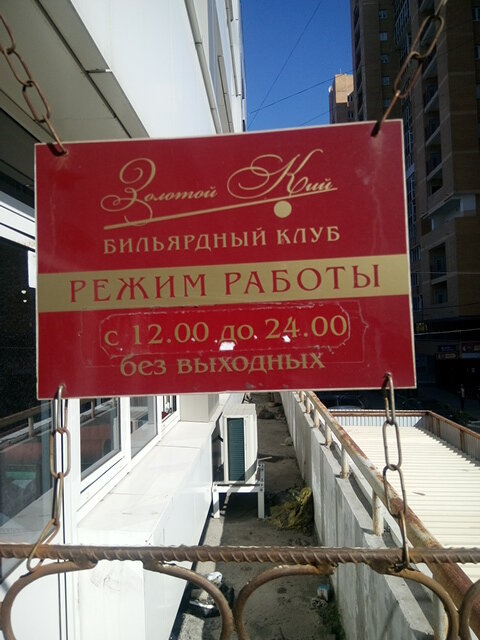 Золотой Кий
БИЛЬЯРДНЫЙ КЛУБ
РЕЖИМ РАБОТЫ
с 12.00 до 24.00
без выходных